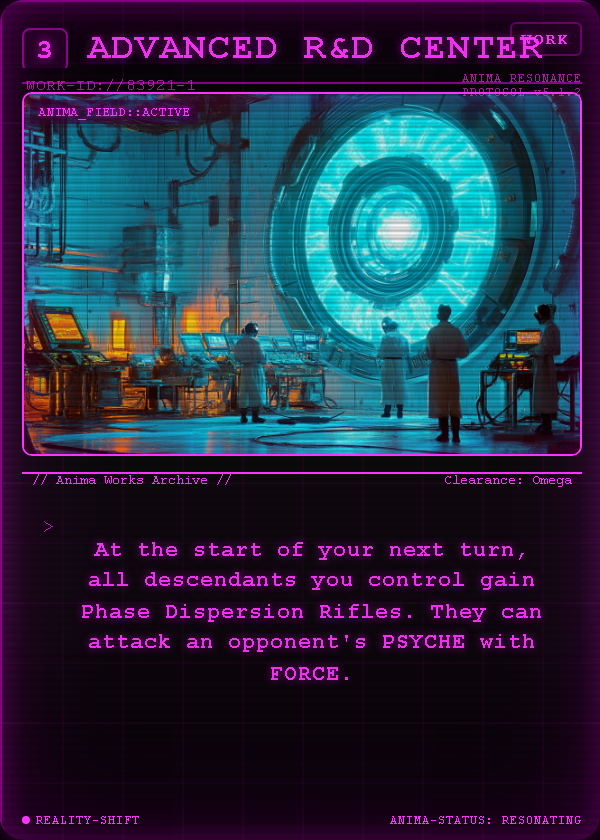 3
ADVANCED R&D CENTER
WORK
WORK-ID://83921-1
ANIMA RESONANCE
PROTOCOL v5.1.2
ANIMA_FIELD::ACTIVE
// Anima Works Archive //
Clearance: Omega
>
At the start of your next turn,
all descendants you control gain
Phase Dispersion Rifles. They can
attack an opponent's PSYCHE with
FORCE.
REALITY-SHIFT
ANIMA-STATUS: RESONATING